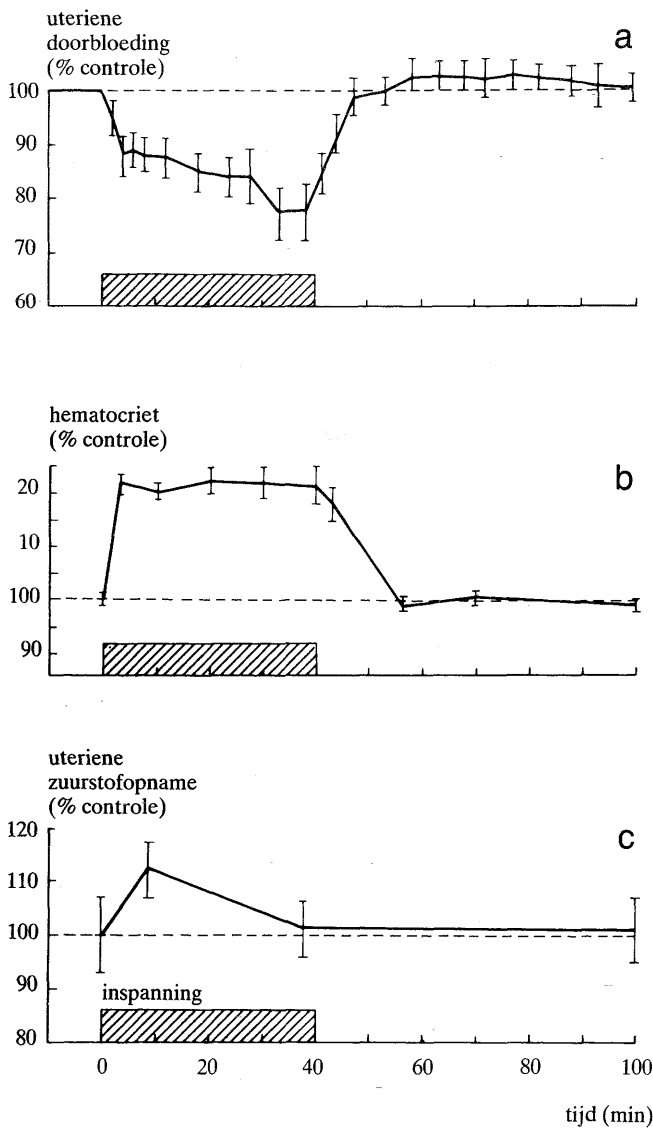 uteriene
doorbloeding
(% controle)
a
100
90
80
70
60
hematocriet
(% controle)
b
20
10
100
90
uteriene
zuurstofopname
(% controle)
c
120
110
100
90
80
inspanning
0 20 40 60 80 100
tijd (min)